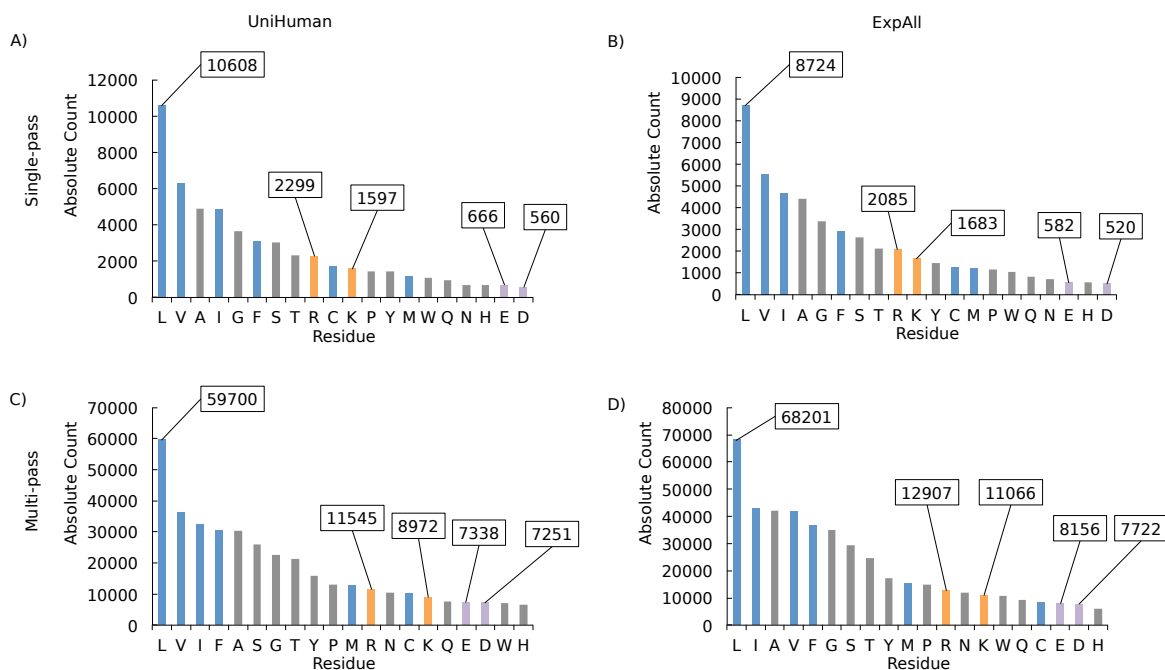 UniHuman
ExpAll
Single-pass
Multi-pass
A)
Absolute Count
12000
10000
8000
6000
4000
2000
0
10608
2299
1597
666
560
L V A I G F S T R C K P Y M W Q N H E D
Residue
B)
Absolute Count
10000
9000
8000
7000
6000
5000
4000
3000
2000
1000
0
8724
2085
1683
582
520
L V I A G F S T R K Y C M P W Q N E H D
Residue
C)
Absolute Count
70000
60000
50000
40000
30000
20000
10000
0
59700
11545
8972
7338
7251
L V I F A S G T Y P M R N C K Q E D W H
Residue
D)
Absolute Count
80000
70000
60000
50000
40000
30000
20000
10000
0
68201
12907
11066
8156
7722
L I A V F G S T Y M P R N K W Q C E D H
Residue